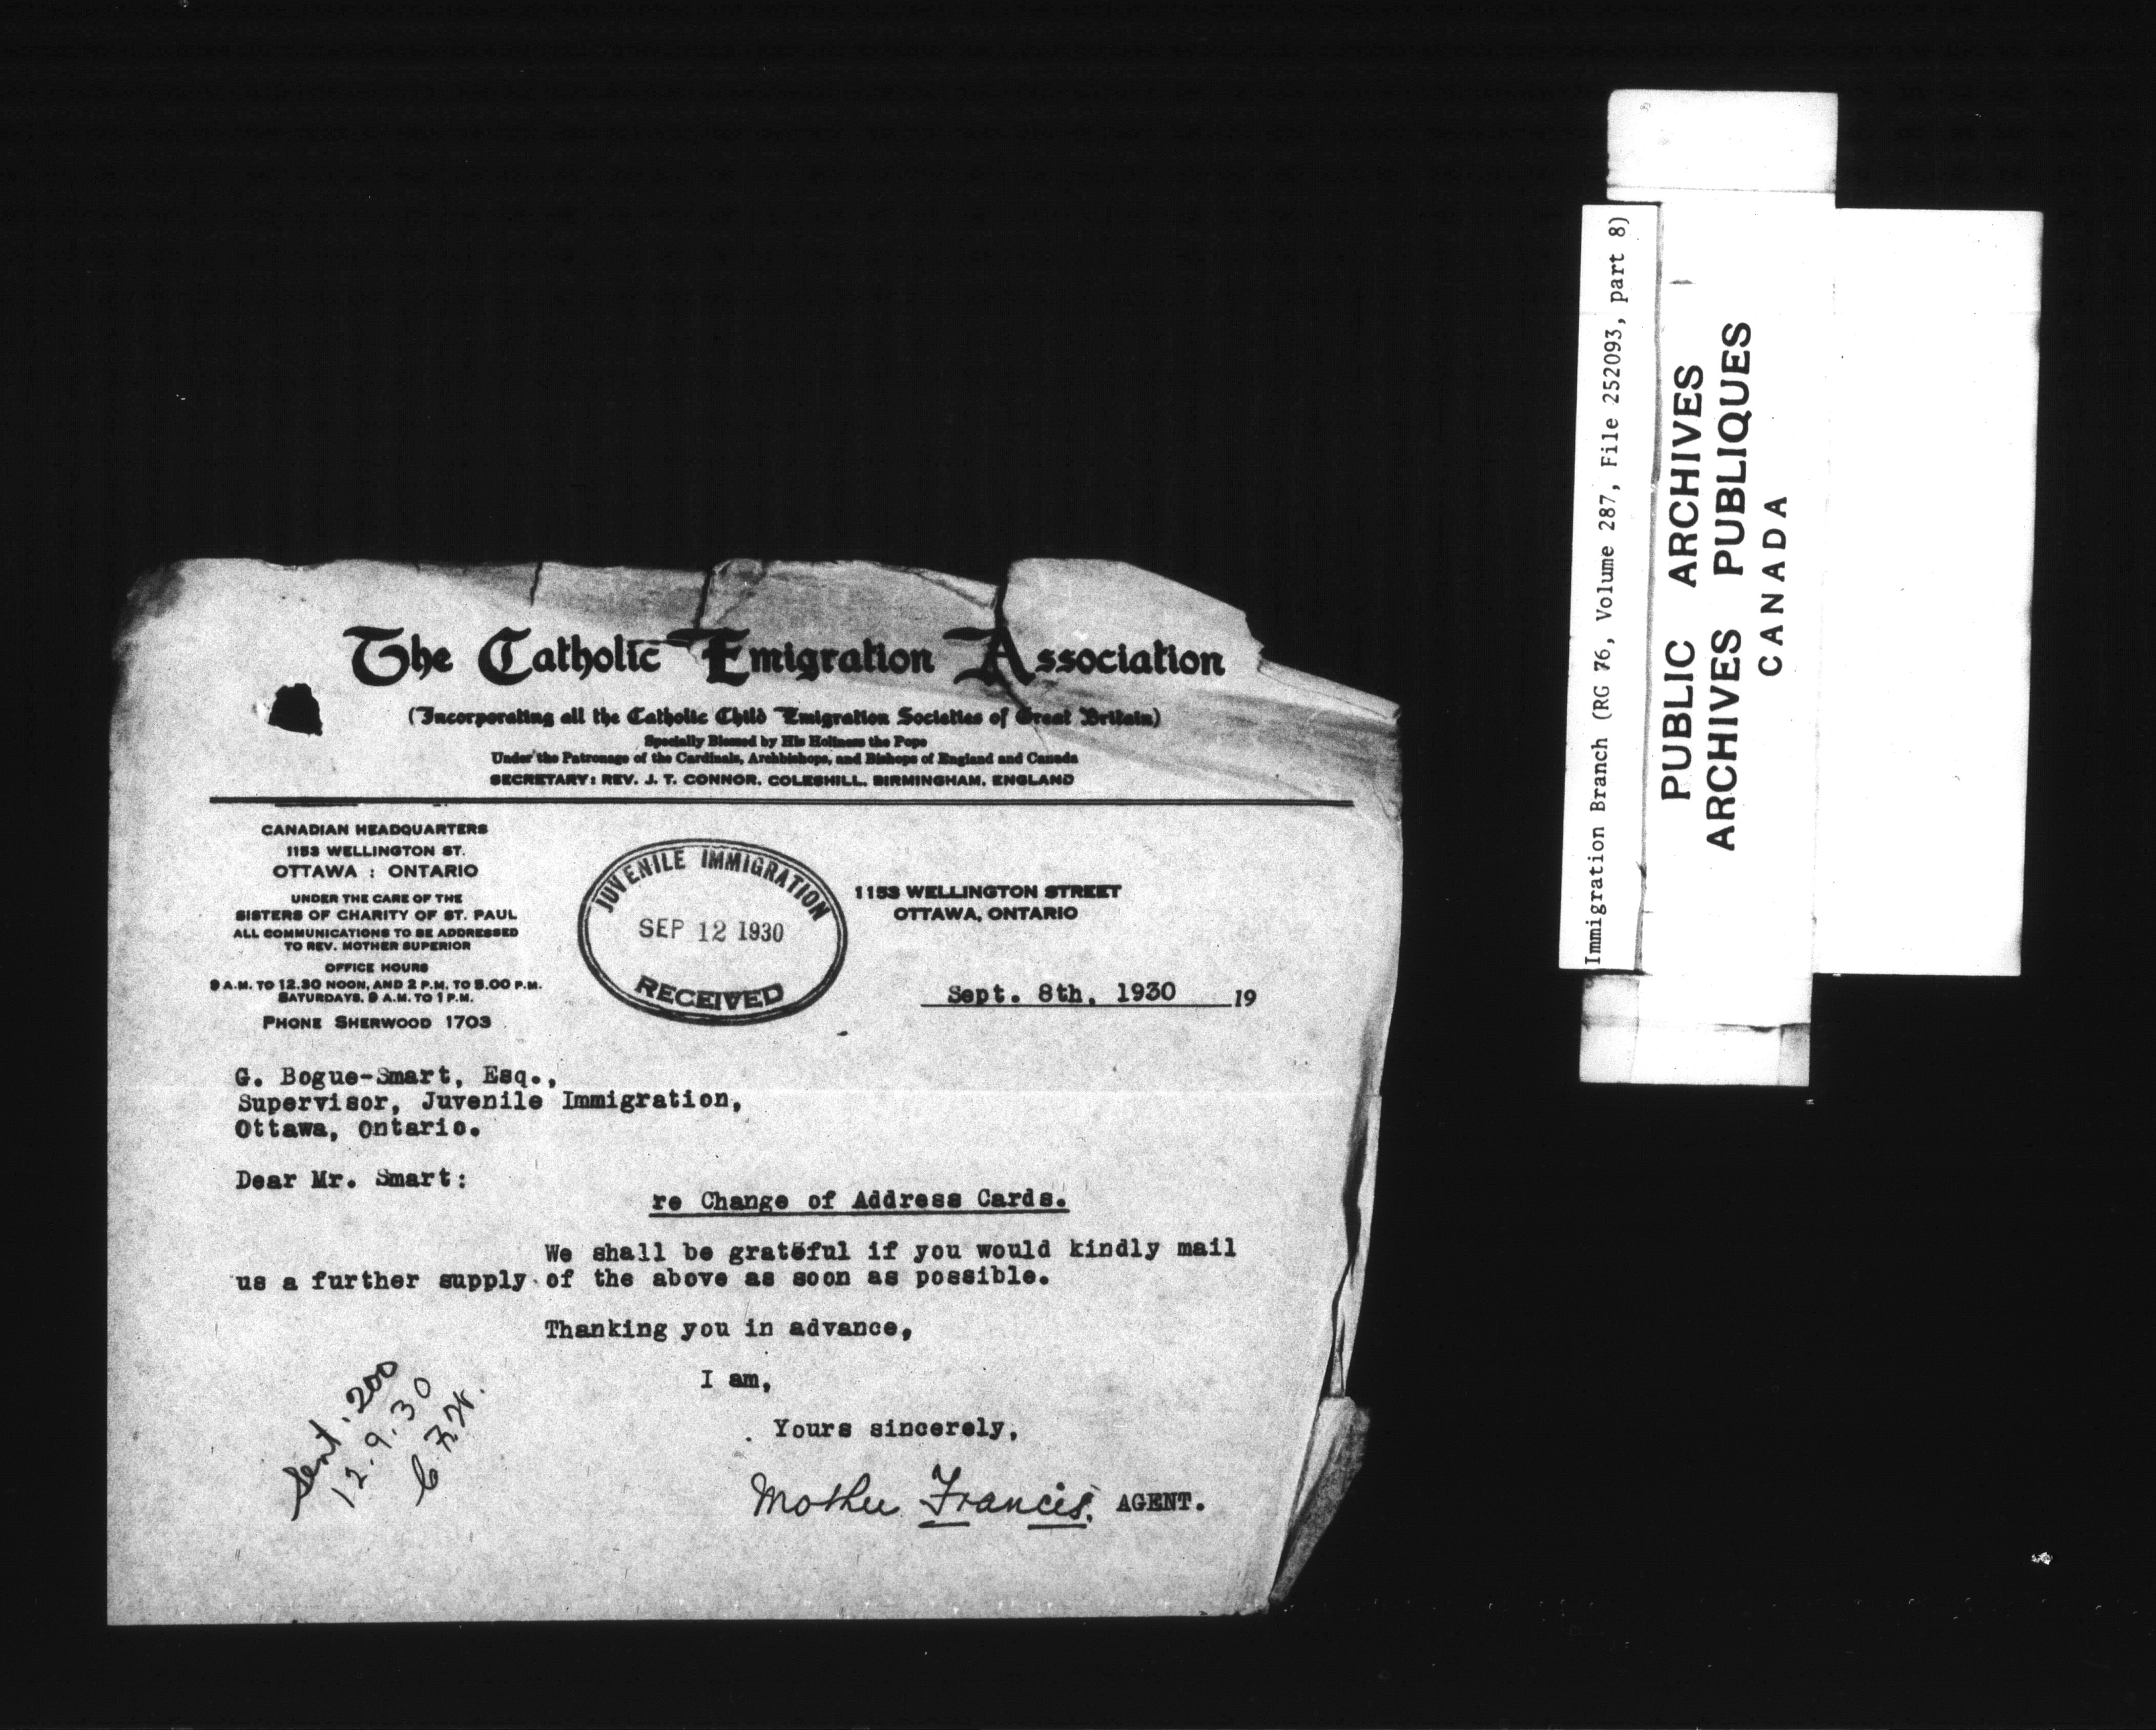 The Catholic Emigration Association
(Incorporating all the Catholic Child Emigration Societies of Great Britain)
Specially Blessed by His Holiness the Pope
Under the Patronage of the Cardinals, Archbishops, and Bishops of England and Canada
SECRETARY: REV. J. T. CONNOR, COLESHILL, BIRMINGHAM, ENGLAND
CANADIAN HEADQUARTERS
1153 WELLINGTON ST.
OTTAWA : ONTARIO
UNDER THE CARE OF THE
SISTERS OF CHARITY OF ST. PAUL
ALL COMMUNICATIONS TO BE ADDRESSED
TO REV. MOTHER SUPERIOR
OFFICE HOURS
9 A.M. TO 12.30 NOON, AND 2 P.M. TO 5.00 P.M.
SATURDAYS, 9 A.M. TO 1 P.M.
PHONE SHERWOOD 1703
JUVENILE IMMIGRATION
SEP 12 1930
RECEIVED
1153 WELLINGTON STREET
OTTAWA, ONTARIO
Sept. 8th, 1930 19
G. Bogue-Smart, Esq.,
Supervisor, Juvenile Immigration,
Ottawa, Ontario.
Dear Mr. Smart:
re Change of Address Cards.
We shall be grateful if you would kindly mail
us a further supply of the above as soon as possible.
Thanking you in advance,
I am,
Yours sincerely,
Mother Francis. AGENT.
Sent. 200
12.9.30
Immigration Branch (RG 76, Volume 287, File 252093, part 8)
PUBLIC ARCHIVES
ARCHIVES PUBLIQUES
CANADA